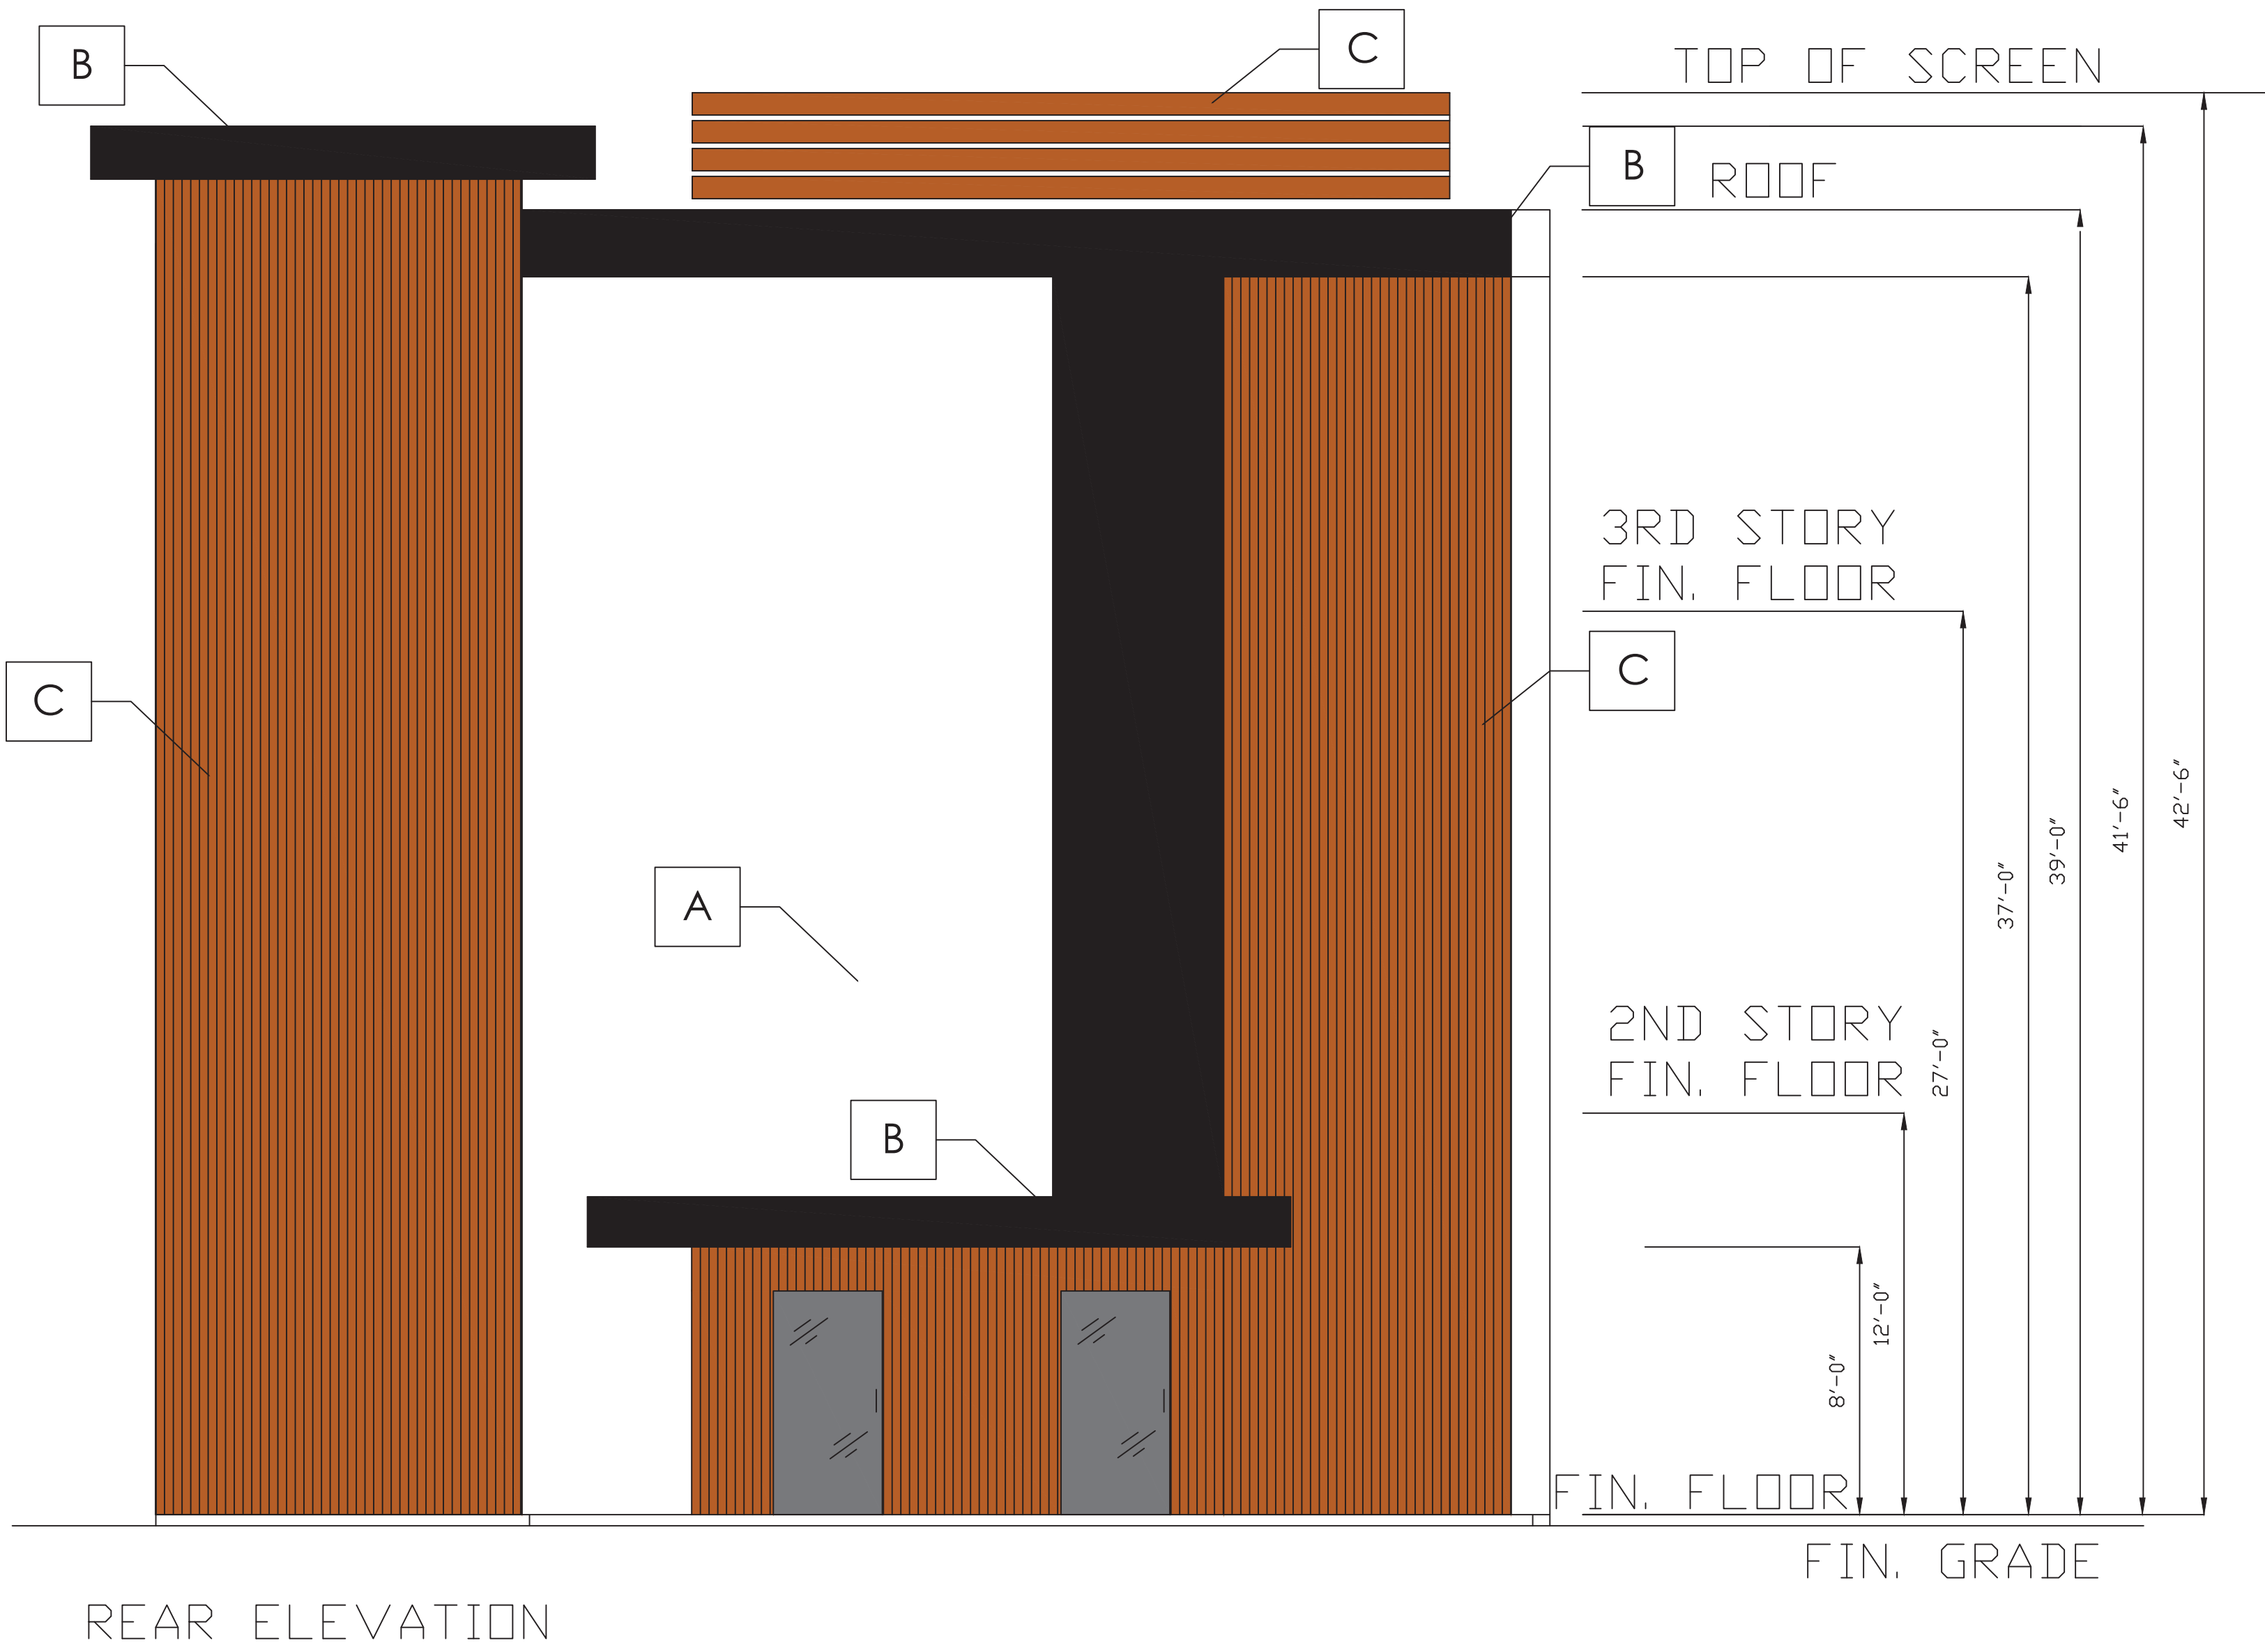 C
B
TOP OF SCREEN
B
ROOF
3RD STORY
FIN. FLOOR
C
C
42'-6"
41'-6"
39'-0"
37'-0"
A
2ND STORY
FIN. FLOOR
27'-0"
B
12'-0"
8'-0"
FIN. FLOOR
FIN. GRADE
REAR ELEVATION